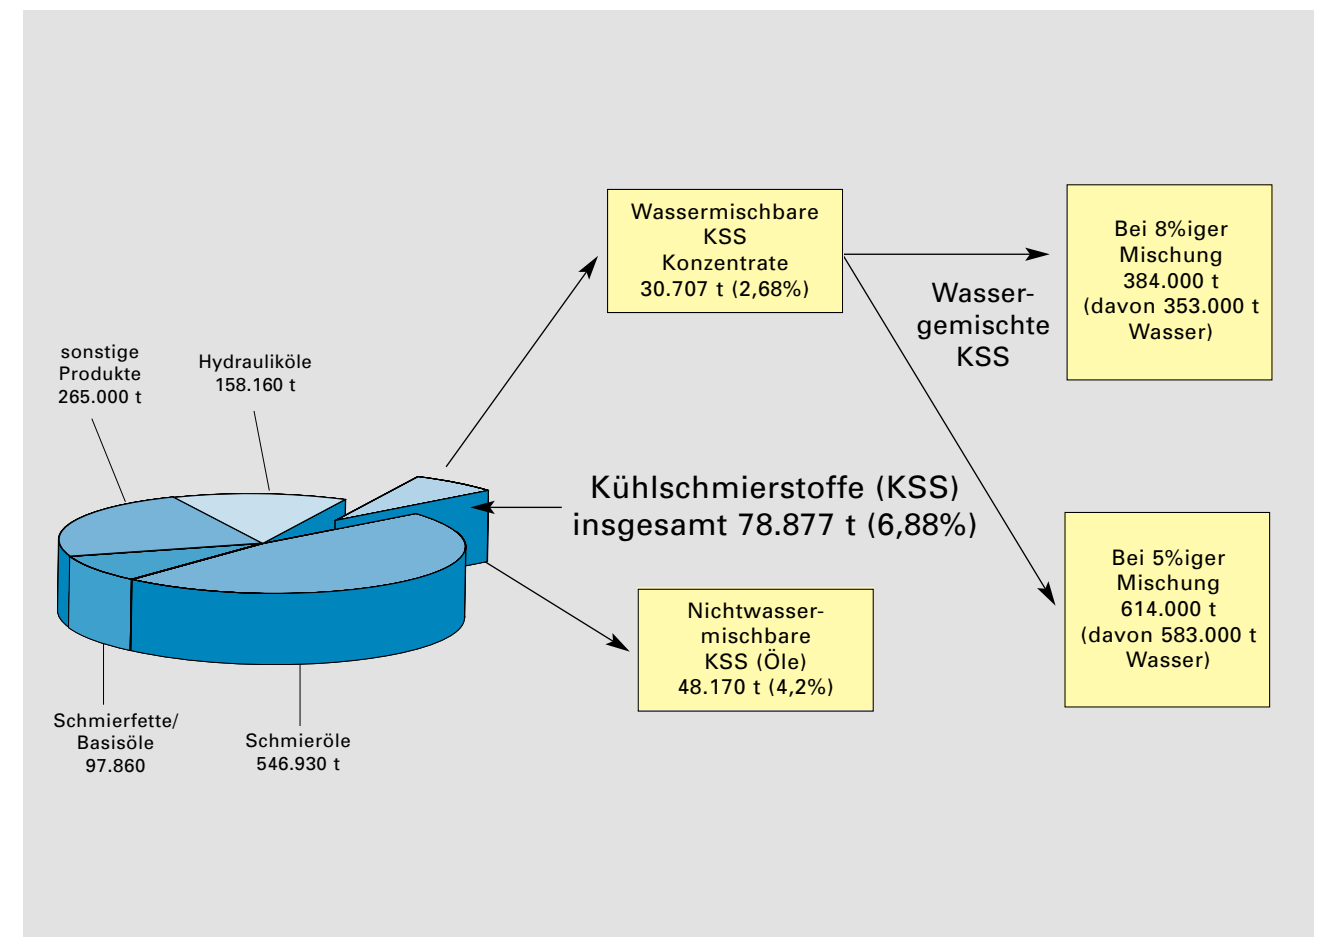 Wassermischbare
KSS
Konzentrate
30.707 t (2,68%)
Bei 8%iger
Mischung
384.000 t
(davon 353.000 t
Wasser)
Wasser-
gemischte
KSS
sonstige
Produkte
265.000 t
Hydrauliköle
158.160 t
Kühlschmierstoffe (KSS)
insgesamt 78.877 t (6,88%)
Bei 5%iger
Mischung
614.000 t
(davon 583.000 t
Wasser)
Nichtwasser-
mischbare
KSS (Öle)
48.170 t (4,2%)
Schmierfette/
Basisöle
97.860
Schmieröle
546.930 t